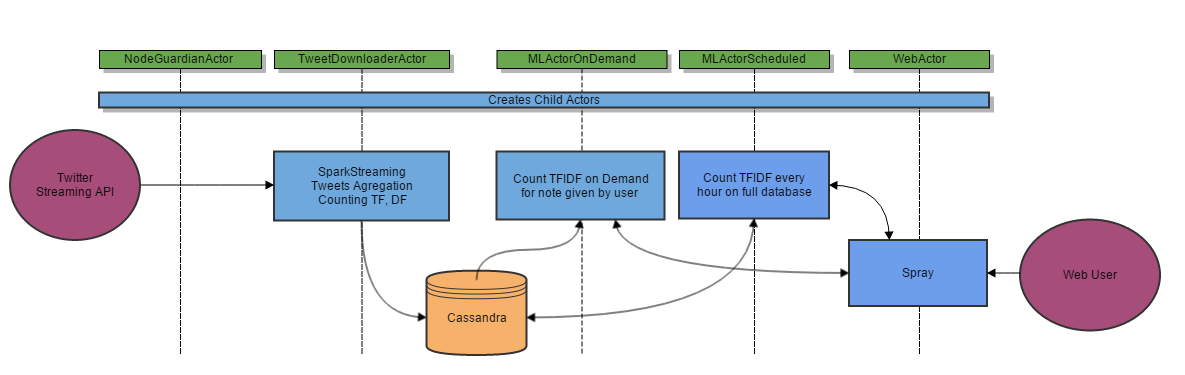 NodeGuardianActor
TweetDownloaderActor
MLActorOnDemand
MLActorScheduled
WebActor
Creates Child Actors
Twitter
Streaming API
SparkStreaming
Tweets Agregation
Counting TF, DF
Count TFIDF on Demand
for note given by user
Count TFIDF every
hour on full database
Spray
Web User
Cassandra